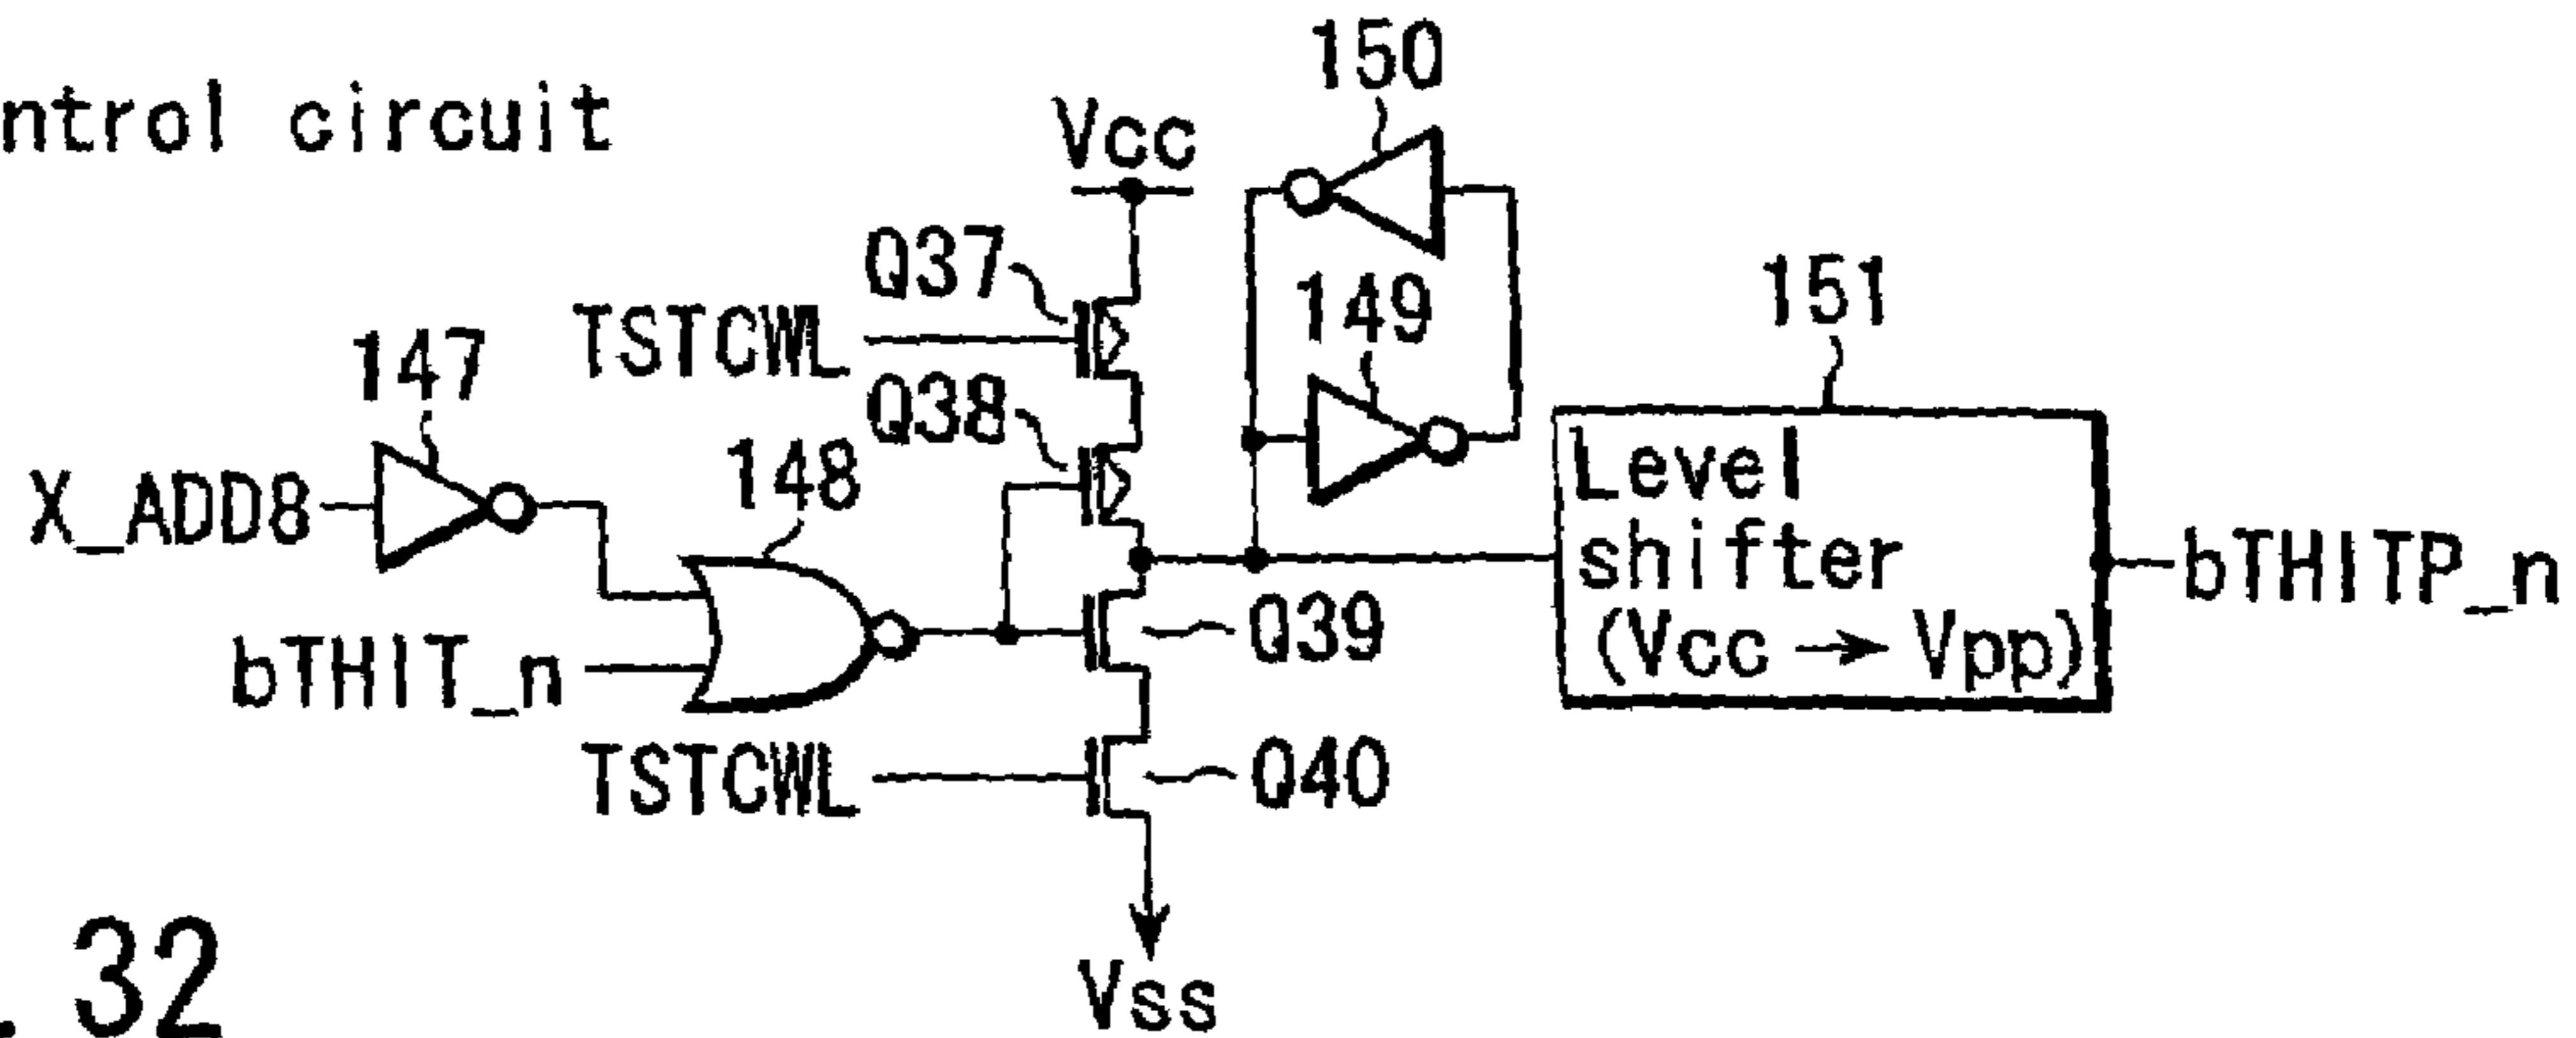 ntrol circuit
150
Vcc
Q37
149
151
TSTCWL
147
Q38
148
X_ADD8
Level
shifter
(Vcc → Vpp)
bTHITP_n
bTHIT_n
Q39
TSTCWL
Q40
Vss
. 32